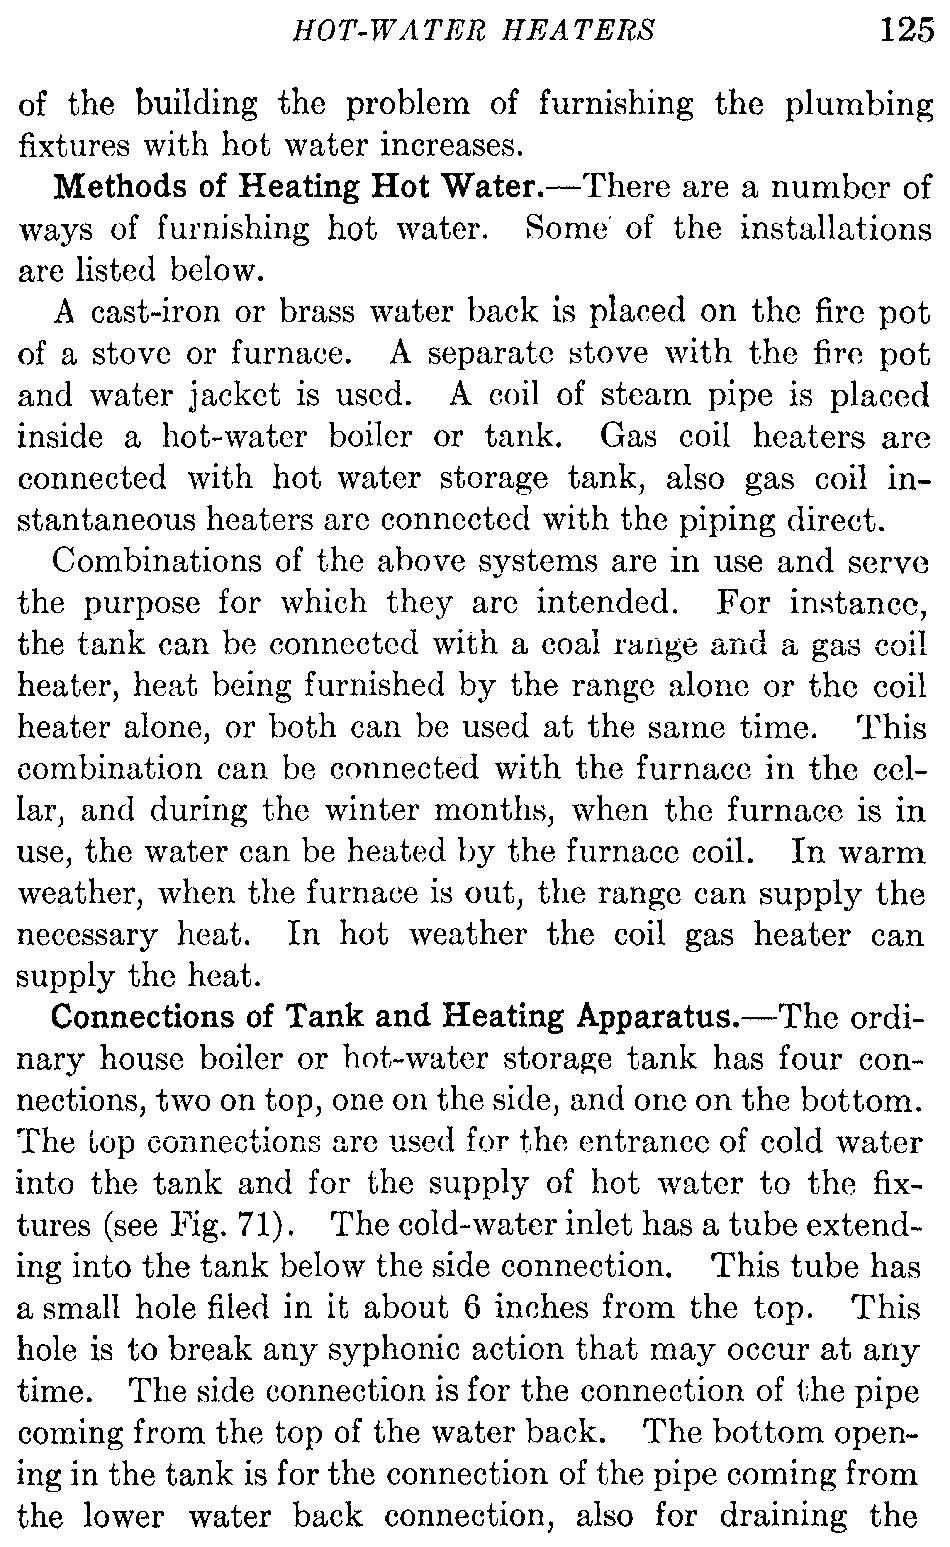 HOT-WATER HEATERS 125
of the building the problem of furnishing the plumbing
fixtures with hot water increases.
Methods of Heating Hot Water.—There are a number of
ways of furnishing hot water. Some of the installations
are listed below.
A cast-iron or brass water back is placed on the fire pot
of a stove or furnace. A separate stove with the fire pot
and water jacket is used. A coil of steam pipe is placed
inside a hot-water boiler or tank. Gas coil heaters are
connected with hot water storage tank, also gas coil in-
stantaneous heaters are connected with the piping direct.
Combinations of the above systems are in use and serve
the purpose for which they are intended. For instance,
the tank can be connected with a coal range and a gas coil
heater, heat being furnished by the range alone or the coil
heater alone, or both can be used at the same time. This
combination can be connected with the furnace in the cel-
lar, and during the winter months, when the furnace is in
use, the water can be heated by the furnace coil. In warm
weather, when the furnace is out, the range can supply the
necessary heat. In hot weather the coil gas heater can
supply the heat.
Connections of Tank and Heating Apparatus.—The ordi-
nary house boiler or hot-water storage tank has four con-
nections, two on top, one on the side, and one on the bottom.
The top connections are used for the entrance of cold water
into the tank and for the supply of hot water to the fix-
tures (see Fig. 71). The cold-water inlet has a tube extend-
ing into the tank below the side connection. This tube has
a small hole filed in it about 6 inches from the top. This
hole is to break any syphonic action that may occur at any
time. The side connection is for the connection of the pipe
coming from the top of the water back. The bottom open-
ing in the tank is for the connection of the pipe coming from
the lower water back connection, also for draining the